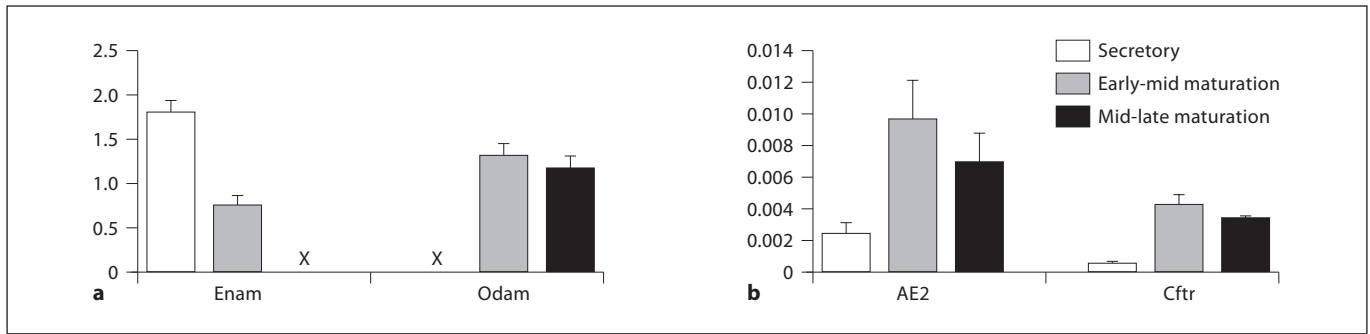 2.5
2.0
1.5
1.0
0.5
0
X
X
a
Enam
Odam
0.014
0.012
0.010
0.008
0.006
0.004
0.002
0
Secretory
Early-mid maturation
Mid-late maturation
b
AE2
Cftr